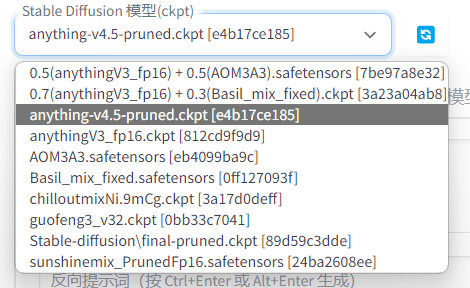 Stable Diffusion 模型(ckpt)
anything-v4.5-pruned.ckpt [e4b17ce185]
0.5(anythingV3_fp16) + 0.5(AOM3A3).safetensors [7be97a8e32]
0.7(anythingV3_fp16) + 0.3(Basil_mix_fixed).ckpt [3a23a04ab8]
模型
anything-v4.5-pruned.ckpt [e4b17ce185]
anythingV3_fp16.ckpt [812cd9f9d9]
AOM3A3.safetensors [eb4099ba9c]
Basil_mix_fixed.safetensors [0ff127093f]
chilloutmixNi.9mCg.ckpt [3a17d0deff]
guofeng3_v32.ckpt [0bb33c7041]
Stable-diffusion\final-pruned.ckpt [89d59c3dde]
sunshinemix_PrunedFp16.safetensors [24ba2608ee]
反向提示词（按 Ctrl+Enter 或 Alt+Enter 生成）